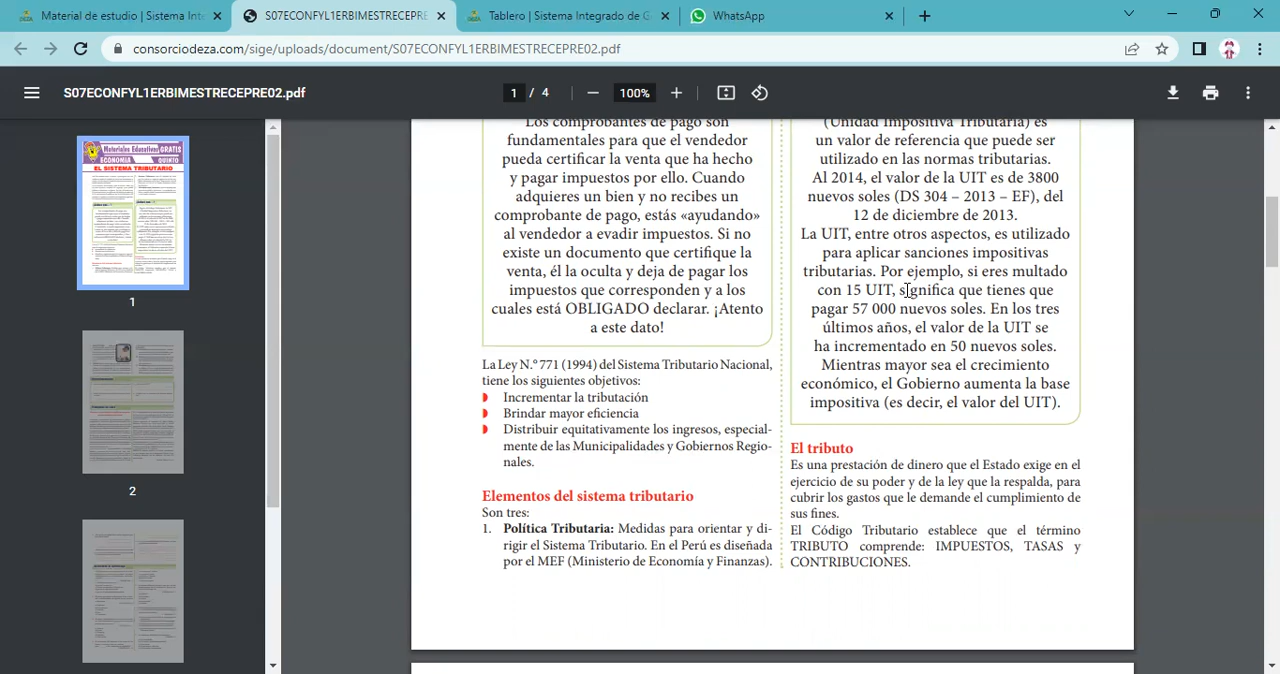 Material de estudio | Sistema Inte
S07ECONFYL1ERBIMESTRECEPRE
Tablero | Sistema Integrado de G
WhatsApp
consorciodeza.com/sige/uploads/document/S07ECONFYL1ERBIMESTRECEPRE02.pdf
S07ECONFYL1ERBIMESTRECEPRE02.pdf
1 / 4
100%
Materiales Educativos GRATIS
ECONOMIA QUINTO
EL SISTEMA TRIBUTARIO
1
2
Los comprobantes de pago son
fundamentales para que el vendedor
pueda certificar la venta que ha hecho
y pagar impuestos por ello. Cuando
adquieres un bien y no recibes un
comprobante de pago, estás «ayudando»
al vendedor a evadir impuestos. Si no
existe un documento que certifique la
venta, él la oculta y deja de pagar los
impuestos que corresponden y a los
cuales está OBLIGADO declarar. ¡Atento
a este dato!
La Ley N.° 771 (1994) del Sistema Tributario Nacional,
tiene los siguientes objetivos:
Incrementar la tributación
Brindar mayor eficiencia
Distribuir equitativamente los ingresos, especial-
mente de las Municipalidades y Gobiernos Regio-
nales.
Elementos del sistema tributario
Son tres:
1. Política Tributaria: Medidas para orientar y di-
rigir el Sistema Tributario. En el Perú es diseñada
por el MEF (Ministerio de Economía y Finanzas).
(Unidad Impositiva Tributaria) es
un valor de referencia que puede ser
utilizado en las normas tributarias.
Al 2014, el valor de la UIT es de 3800
nuevos soles (DS 304 – 2013 – EF), del
12 de diciembre de 2013.
La UIT, entre otros aspectos, es utilizado
para aplicar sanciones impositivas
tributarias. Por ejemplo, si eres multado
con 15 UIT, significa que tienes que
pagar 57 000 nuevos soles. En los tres
últimos años, el valor de la UIT se
ha incrementado en 50 nuevos soles.
Mientras mayor sea el crecimiento
económico, el Gobierno aumenta la base
impositiva (es decir, el valor del UIT).
El tributo
Es una prestación de dinero que el Estado exige en el
ejercicio de su poder y de la ley que la respalda, para
cubrir los gastos que le demande el cumplimiento de
sus fines.
El Código Tributario establece que el término
TRIBUTO comprende: IMPUESTOS, TASAS y
CONTRIBUCIONES.